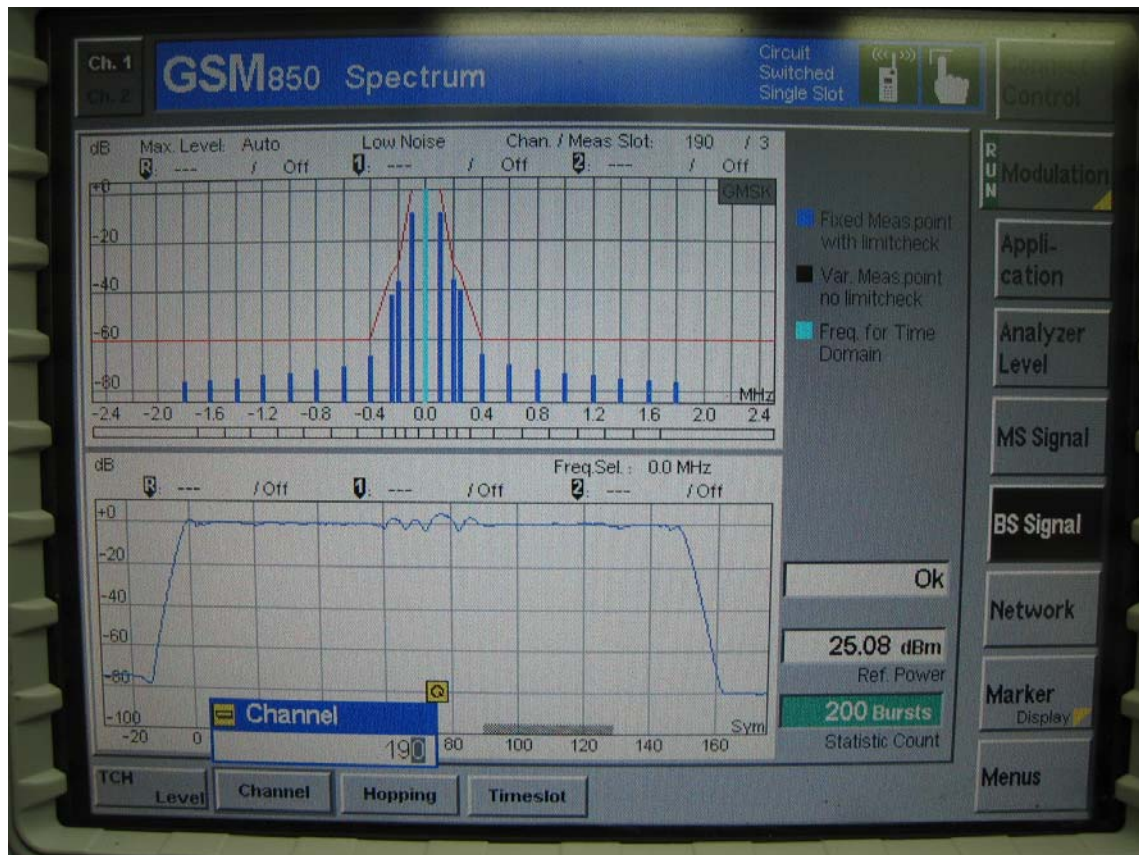 Ch. 1
Ch. 2
GSM850 Spectrum
Circuit
Switched
Single Slot
Control
dB Max. Level: Auto Low Noise Chan. / Meas Slot: 190 / 3
R: --- / Off 1: --- / Off 2: --- / Off
GMSK
+0
-20
-40
-60
-80
MHz
-2.4 -2.0 -1.6 -1.2 -0.8 -0.4 0.0 0.4 0.8 1.2 1.6 2.0 2.4
Fixed Meas.point
with limitcheck
Var. Meas.point
no limitcheck
Freq. for Time
Domain
dB Freq.Sel. : 0.0 MHz
R: --- / Off 1: --- / Off 2: --- / Off
+0
-20
-40
-60
-80
-100
Sym
-20 0 80 100 120 140 160
Q
Channel
190
Ok
25.08 dBm
Ref. Power
200 Bursts
Statistic Count
RUN
Modulation
Appli-
cation
Analyzer
Level
MS Signal
BS Signal
Network
Marker
Display
Menus
TCH
Level
Channel
Hopping
Timeslot